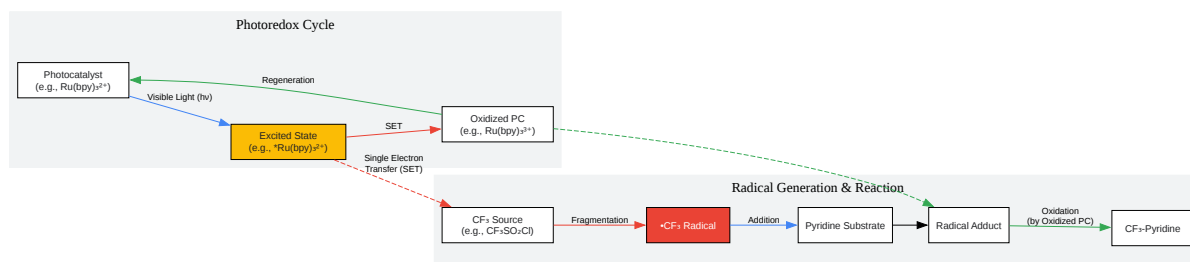 Photoredox Cycle
Photocatalyst
(e.g., Ru(bpy)₃²⁺)
Regeneration
Visible Light (hν)
Excited State
(e.g., *Ru(bpy)₃²⁺)
SET
Oxidized PC
(e.g., Ru(bpy)₃³⁺)
Single Electron
Transfer (SET)
Radical Generation & Reaction
CF₃ Source
(e.g., CF₃SO₂Cl)
Fragmentation
•CF₃ Radical
Addition
Pyridine Substrate
Radical Adduct
Oxidation
(by Oxidized PC)
CF₃-Pyridine